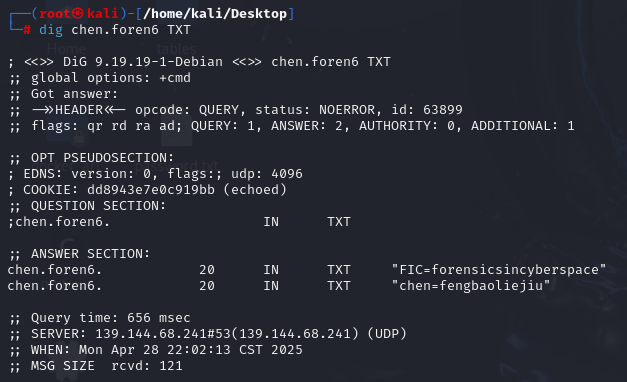 ┌──(root㉿kali)-[/home/kali/Desktop]
└─# dig chen.foren6 TXT
; <<>> DiG 9.19.19-1-Debian <<>> chen.foren6 TXT
;; global options: +cmd
;; Got answer:
;; ->>HEADER<<- opcode: QUERY, status: NOERROR, id: 63899
;; flags: qr rd ra ad; QUERY: 1, ANSWER: 2, AUTHORITY: 0, ADDITIONAL: 1
;; OPT PSEUDOSECTION:
; EDNS: version: 0, flags:; udp: 4096
; COOKIE: dd8943e7e0c919bb (echoed)
;; QUESTION SECTION:
;chen.foren6. IN TXT
;; ANSWER SECTION:
chen.foren6. 20 IN TXT "FIC=forensicsincyberspace"
chen.foren6. 20 IN TXT "chen=fengbaoliejiu"
;; Query time: 656 msec
;; SERVER: 139.144.68.241#53(139.144.68.241) (UDP)
;; WHEN: Mon Apr 28 22:02:13 CST 2025
;; MSG SIZE rcvd: 121